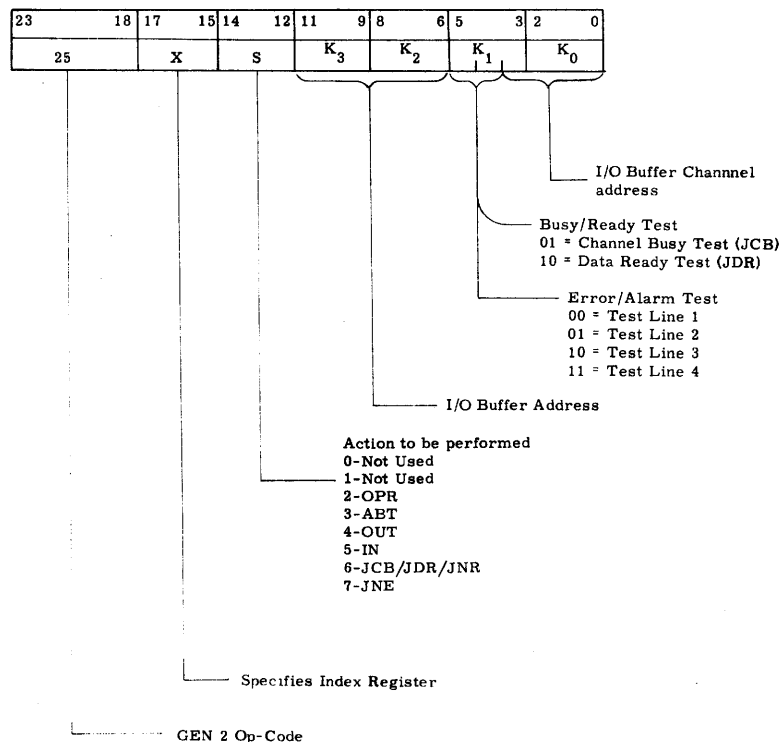 23 18 17 15 14 12 11 9 8 6 5 3 2 0
25 X S K3 K2 K1 K0
I/O Buffer Channnel
address
Busy/Ready Test
01 = Channel Busy Test (JCB)
10 = Data Ready Test (JDR)
Error/Alarm Test
00 = Test Line 1
01 = Test Line 2
10 = Test Line 3
11 = Test Line 4
I/O Buffer Address
Action to be performed
0-Not Used
1-Not Used
2-OPR
3-ABT
4-OUT
5-IN
6-JCB/JDR/JNR
7-JNE
Specifies Index Register
GEN 2 Op-Code